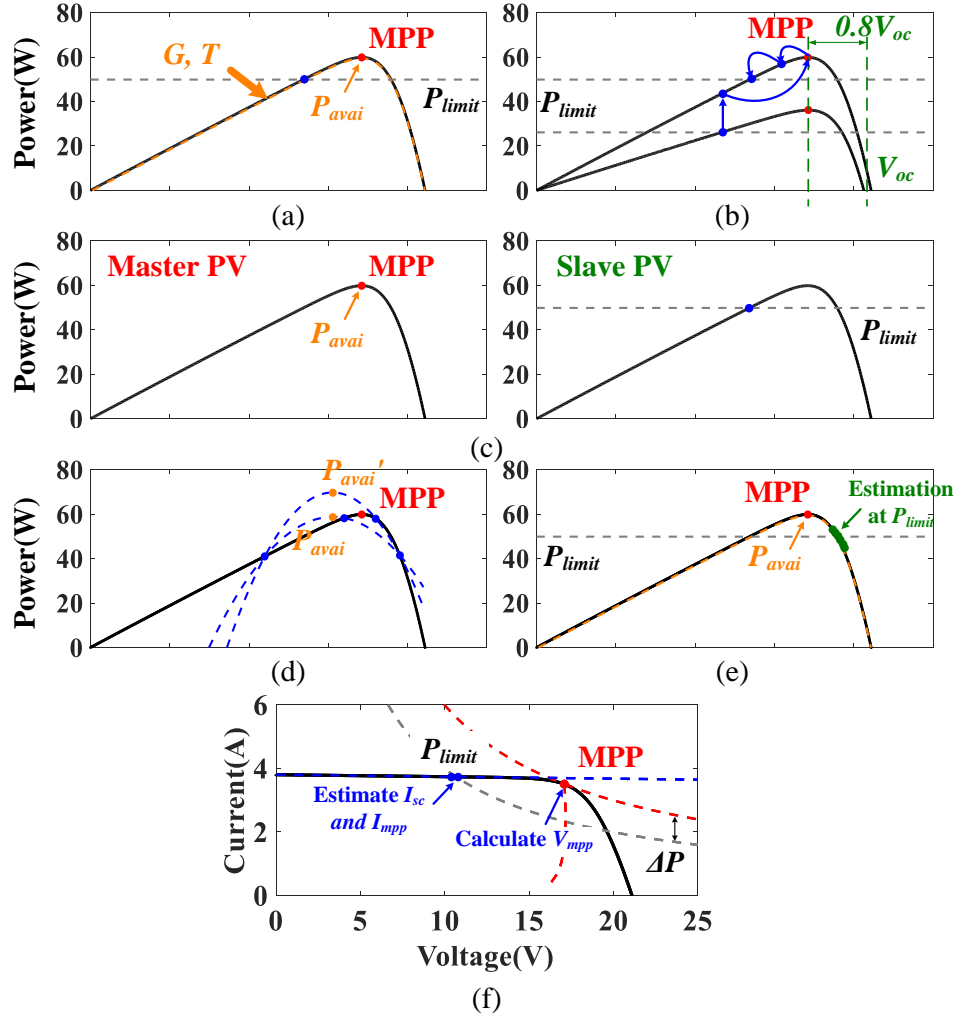 80
60
40
20
0
Power(W)
G, T
MPP
P_avai
P_limit
(a)
MPP
0.8V_oc
80
60
40
20
0
P_limit
V_oc
(b)
80
60
40
20
0
Power(W)
Master PV
MPP
P_avai
Slave PV
80
60
40
20
0
P_limit
(c)
80
60
40
20
0
Power(W)
P_avai'
MPP
P_avai
(d)
80
60
40
20
0
MPP
Estimation
at P_limit
P_limit
P_avai
(e)
6
4
2
0
Current(A)
P_limit
MPP
Estimate I_sc
and I_mpp
Calculate V_mpp
ΔP
0 5 10 15 20 25
Voltage(V)
(f)